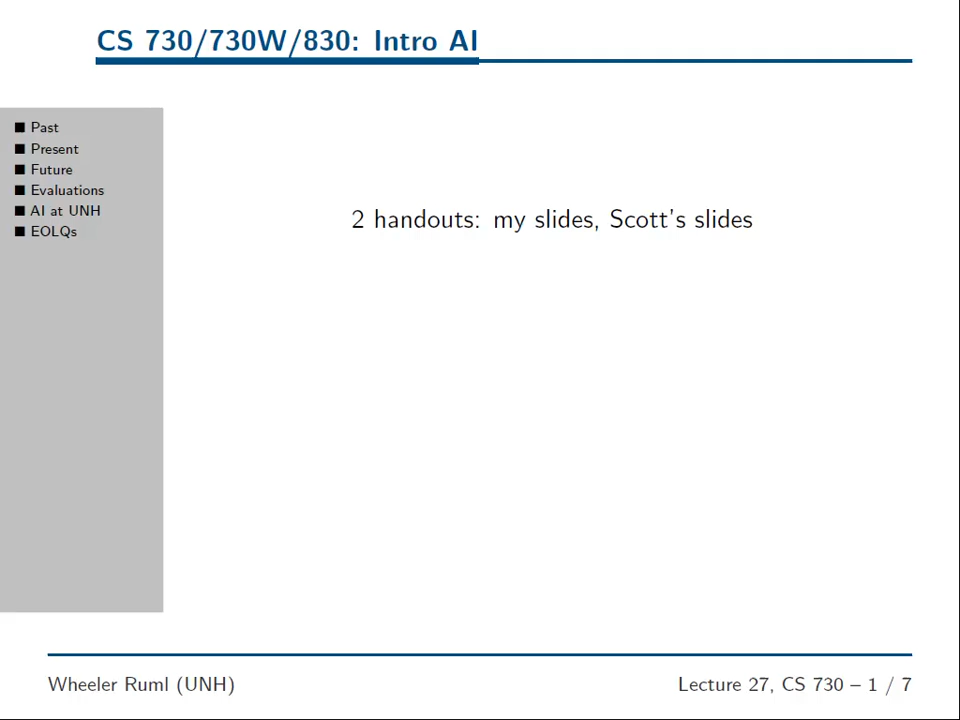 CS 730/730W/830: Intro AI
■ Past
■ Present
■ Future
■ Evaluations
■ AI at UNH
■ EOLQs
2 handouts: my slides, Scott's slides
Wheeler Ruml (UNH)
Lecture 27, CS 730 – 1 / 7